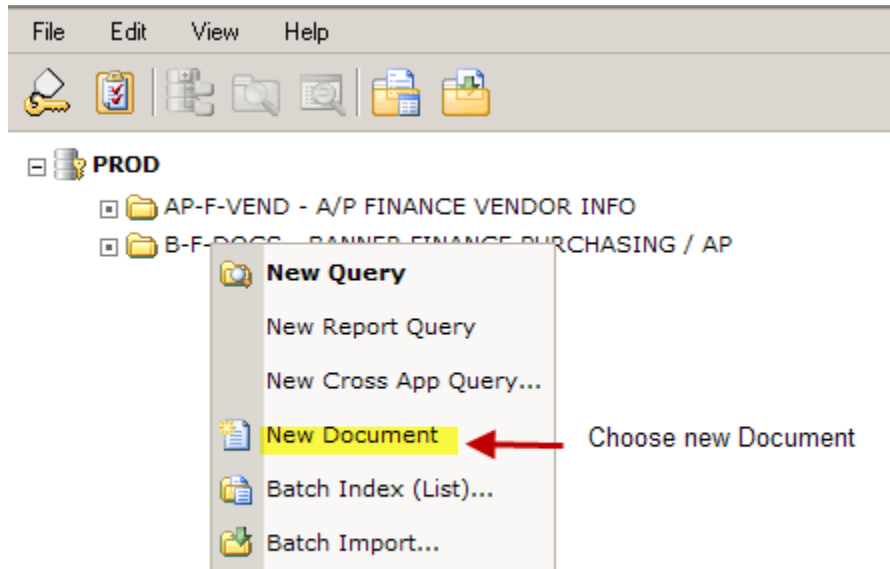 File Edit View Help
PROD
AP-F-VEND - A/P FINANCE VENDOR INFO
B-F-DOCS - BANNER FINANCE PURCHASING / AP
New Query
New Report Query
New Cross App Query...
New Document Choose new Document
Batch Index (List)...
Batch Import...